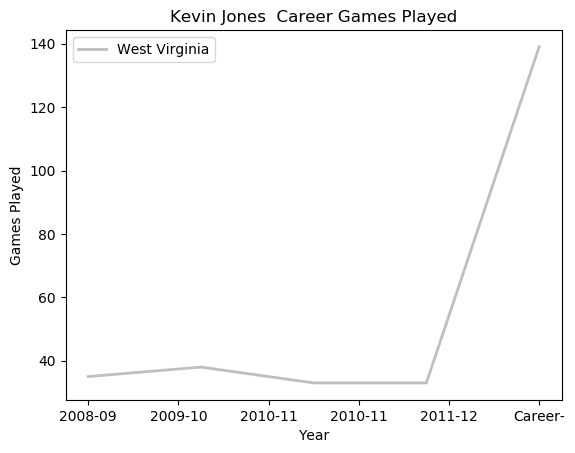 Kevin Jones  Career Games Played
West Virginia
140
120
100
80
60
40
Games Played
2008-09 2009-10 2010-11 2010-11 2011-12 Career-
Year